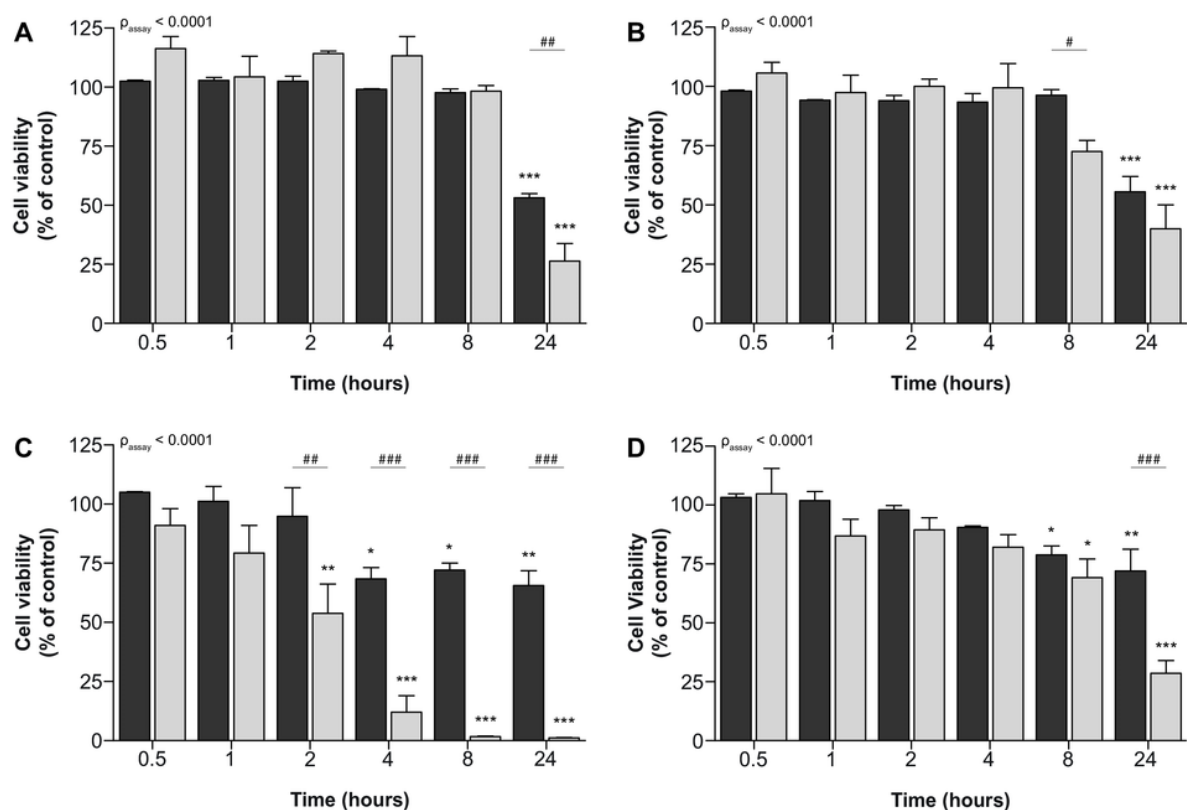 A
ρassay < 0.0001
Cell viability
(% of control)
125
100
75
50
25
0
##
***
***
0.5 1 2 4 8 24
Time (hours)
B
ρassay < 0.0001
Cell viability
(% of control)
125
100
75
50
25
0
#
***
***
0.5 1 2 4 8 24
Time (hours)
C
ρassay < 0.0001
Cell viability
(% of control)
125
100
75
50
25
0
## ### ### ###
** * *** * *** ** ***
0.5 1 2 4 8 24
Time (hours)
D
ρassay < 0.0001
Cell Viability
(% of control)
125
100
75
50
25
0
###
* * ** ***
0.5 1 2 4 8 24
Time (hours)